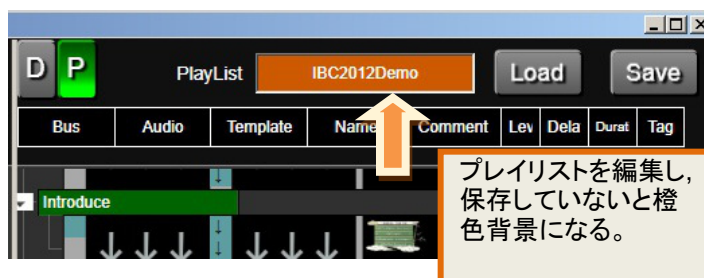 D P PlayList IBC2012Demo Load Save
Bus Audio Template Name Comment Lev Dela Durat Tag
Introduce
プレイリストを編集し,
保存していないと橙
色背景になる。